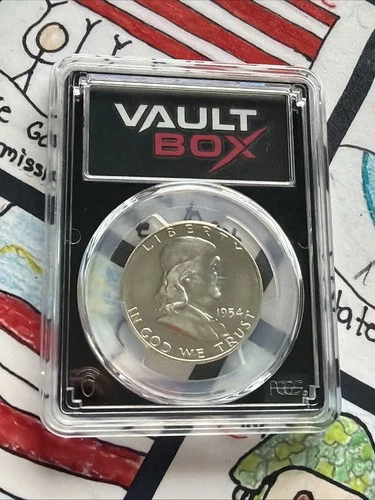 VAULT
BOX
LIBERTY
1954
IN GOD WE TRUST
PCGS